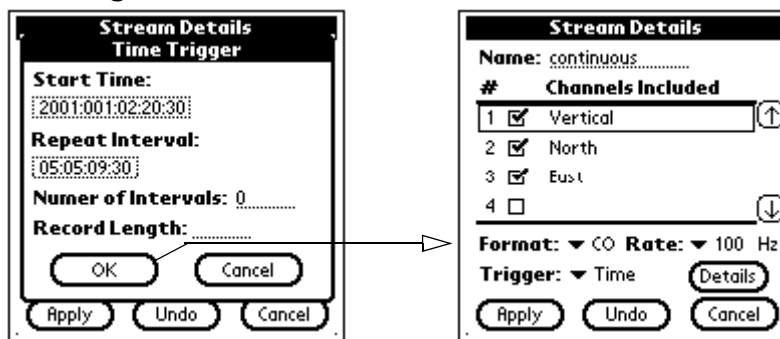 Stream Details
Time Trigger
Start Time:
2001:001:02:20:30
Repeat Interval:
05:05:09:30
Numer of Intervals: 0
Record Length:
OK Cancel
Apply Undo Cancel
Stream Details
Name: continuous
# Channels Included
1 Vertical
2 North
3 East
4
Format: CO Rate: 100 Hz
Trigger: Time Details
Apply Undo Cancel